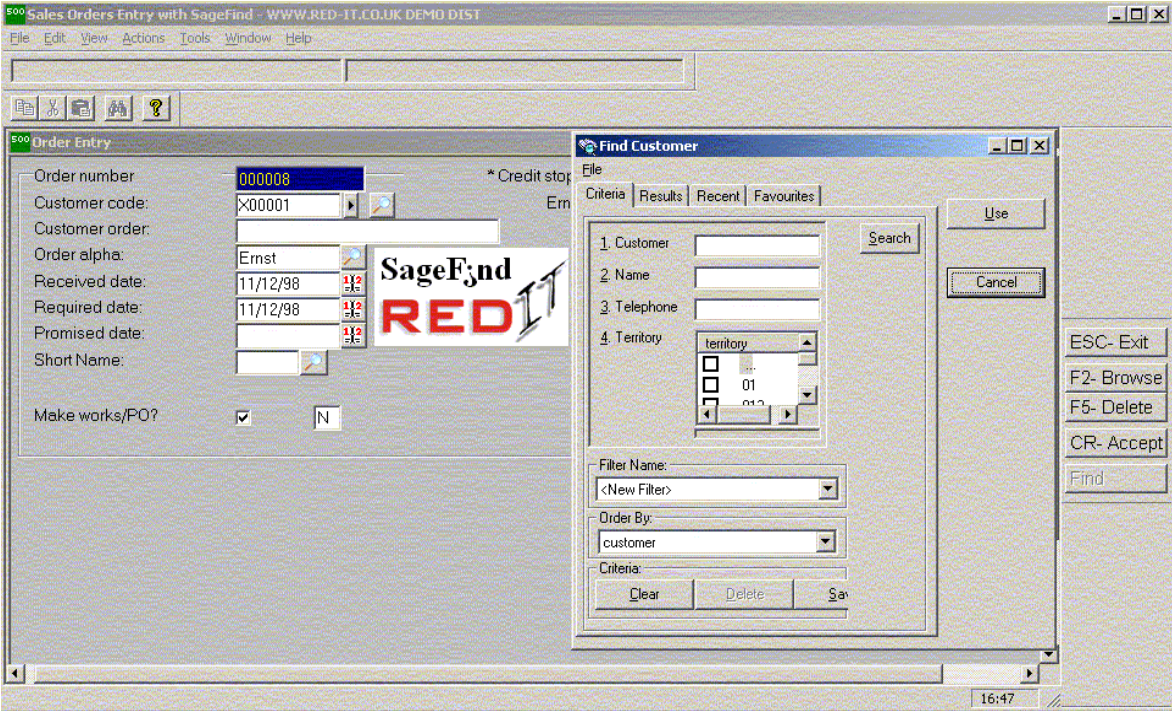 500 Sales Orders Entry with SageFind - WWW.RED-IT.CO.UK DEMO DIST
File Edit View Actions Tools Window Help
500 Order Entry
Order number 000008 * Credit stop
Customer code: X00001 Ern
Customer order:
Order alpha: Ernst
Received date: 11/12/98
Required date: 11/12/98
Promised date:
Short Name:
Make works/PO? N
SageFind
RED IT
Find Customer
File
Criteria Results Recent Favourites
1. Customer
2. Name
3. Telephone
4. Territory
territory
...
01
012
Search
Use
Cancel
Filter Name:
<New Filter>
Order By:
customer
Criteria:
Clear Delete Sav
ESC- Exit
F2- Browse
F5- Delete
CR- Accept
Find
16:47